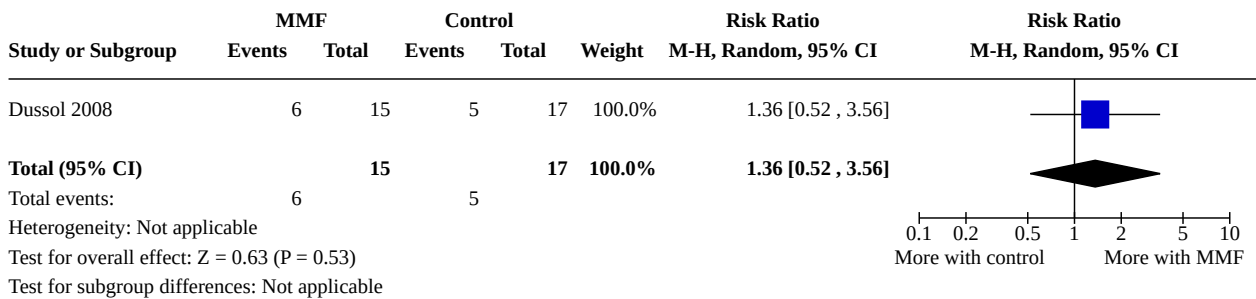 MMF Control Risk Ratio Risk Ratio
Study or Subgroup Events Total Events Total Weight M-H, Random, 95% CI M-H, Random, 95% CI
Dussol 2008 6 15 5 17 100.0% 1.36 [0.52 , 3.56]
Total (95% CI) 15 17 100.0% 1.36 [0.52 , 3.56]
Total events: 6 5
Heterogeneity: Not applicable
Test for overall effect: Z = 0.63 (P = 0.53)
Test for subgroup differences: Not applicable
0.1 0.2 0.5 1 2 5 10
More with control More with MMF